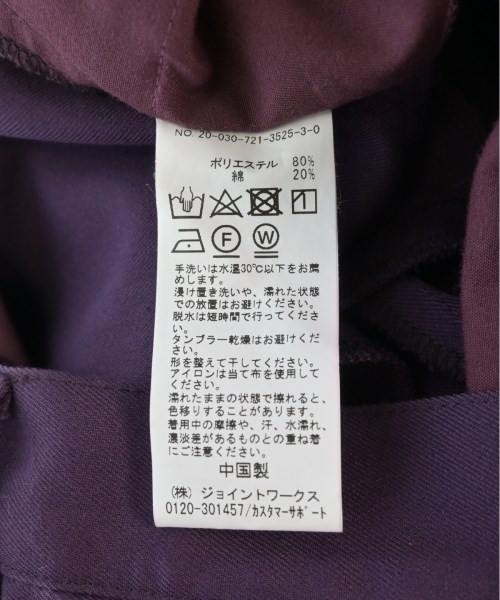 NO. 20-030-721-3525-3-0
ポリエステル 80%
綿 20%
F W
手洗いは水温30℃以下をお薦
めします。
浸け置き洗いや、濡れた状態
での放置はお避けください。
脱水は短時間で行ってくださ
い。
タンブラー乾燥はお避けくだ
さい。
形を整えて干してください。
アイロンは当て布を使用して
ください。
濡れたままの状態で擦れると、
色移りすることがあります。
着用中の摩擦や、汗、水濡れ、
濃淡差があるものとの重ね着
にご注意ください。
中国製
(株) ジョイントワークス
0120-301457/カスタマーサポート